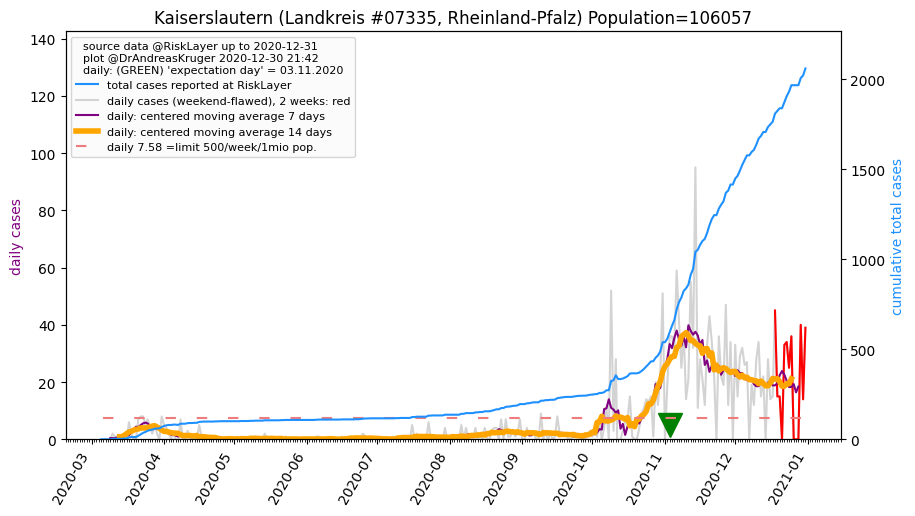 Kaiserslautern (Landkreis #07335, Rheinland-Pfalz) Population=106057
source data @RiskLayer up to 2020-12-31
plot @DrAndreasKruger 2020-12-30 21:42
daily: (GREEN) 'expectation day' = 03.11.2020
total cases reported at RiskLayer
daily cases (weekend-flawed), 2 weeks: red
daily: centered moving average 7 days
daily: centered moving average 14 days
daily 7.58 =limit 500/week/1mio pop.
daily cases
140
120
100
80
60
40
20
0
cumulative total cases
2000
1500
1000
500
0
2020-03
2020-04
2020-05
2020-06
2020-07
2020-08
2020-09
2020-10
2020-11
2020-12
2021-01